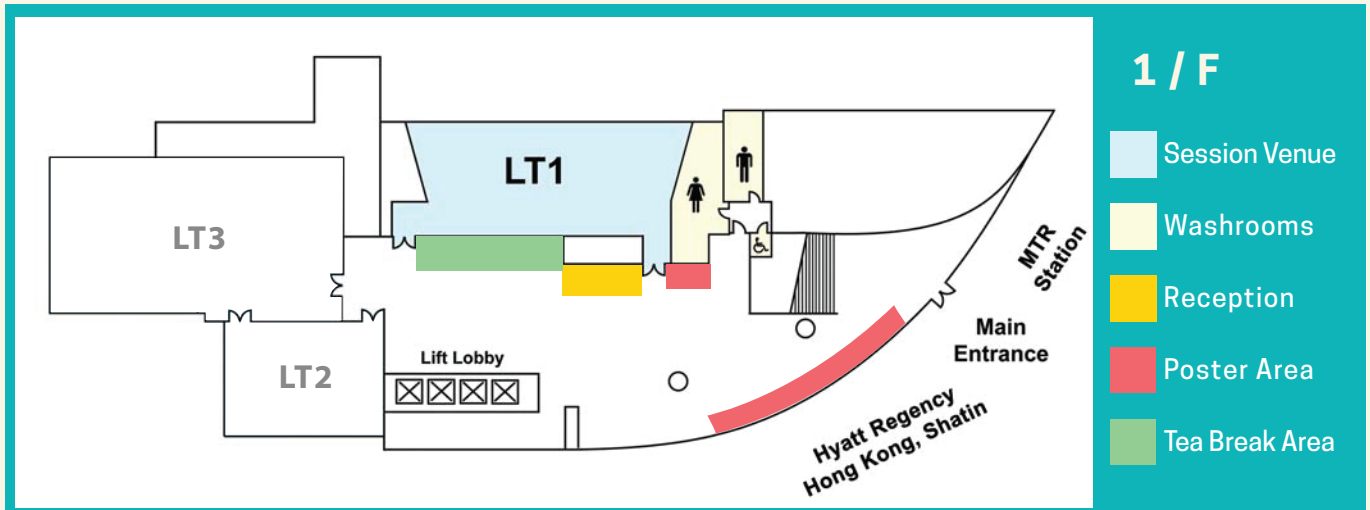 LT1
LT3
LT2
Lift Lobby
MTR
Station
Main
Entrance
Hyatt Regency
Hong Kong, Shatin
1 / F
Session Venue
Washrooms
Reception
Poster Area
Tea Break Area